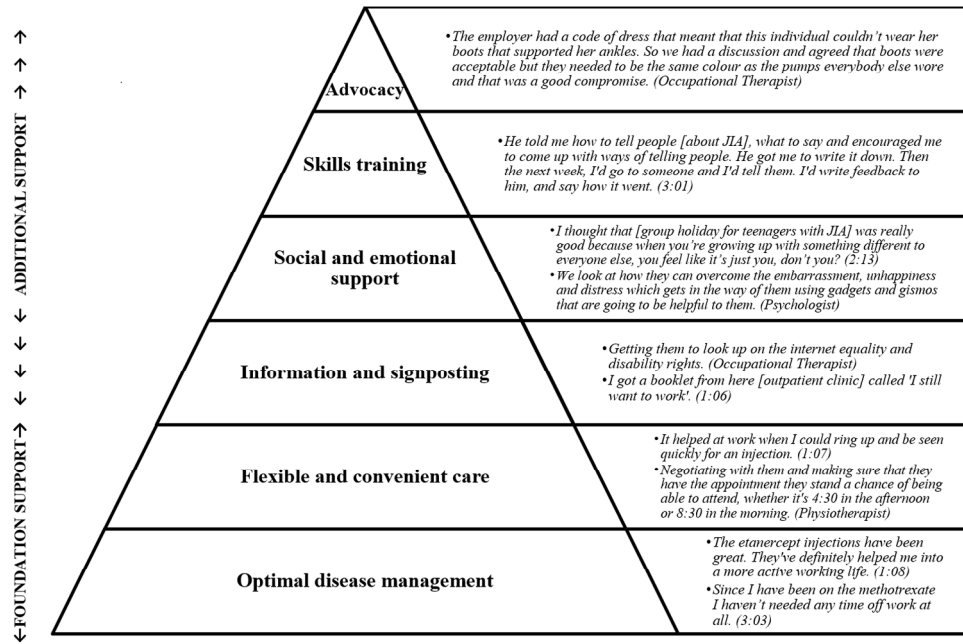 •The employer had a code of dress that meant that this individual couldn't wear her
boots that supported her ankles. So we had a discussion and agreed that boots were
acceptable but they needed to be the same colour as the pumps everybody else wore
and that was a good compromise. (Occupational Therapist)
Advocacy
•He told me how to tell people [about JIA], what to say and encouraged me
to come up with ways of telling people. He got me to write it down. Then
the next week, I'd go to someone and I'd tell them. I'd write feedback to
him, and say how it went. (3:01)
Skills training
•I thought that [group holiday for teenagers with JIA] was really
good because when you're growing up with something different to
everyone else, you feel like it's just you, don't you? (2:13)
•We look at how they can overcome the embarrassment, unhappiness
and distress which gets in the way of them using gadgets and gismos
that are going to be helpful to them. (Psychologist)
Social and emotional
support
•Getting them to look up on the internet equality and
disability rights. (Occupational Therapist)
•I got a booklet from here [outpatient clinic] called 'I still
want to work'. (1:06)
Information and signposting
•It helped at work when I could ring up and be seen
quickly for an injection. (1:07)
•Negotiating with them and making sure that they
have the appointment they stand a chance of being
able to attend, whether it's 4:30 in the afternoon
or 8:30 in the morning. (Physiotherapist)
Flexible and convenient care
•The etanercept injections have been
great. They've definitely helped me into
a more active working life. (1:08)
•Since I have been on the methotrexate
I haven't needed any time off work at
all. (3:03)
Optimal disease management
←FOUNDATION SUPPORT→
← ← ← ← ← ADDITIONAL SUPPORT → → → →